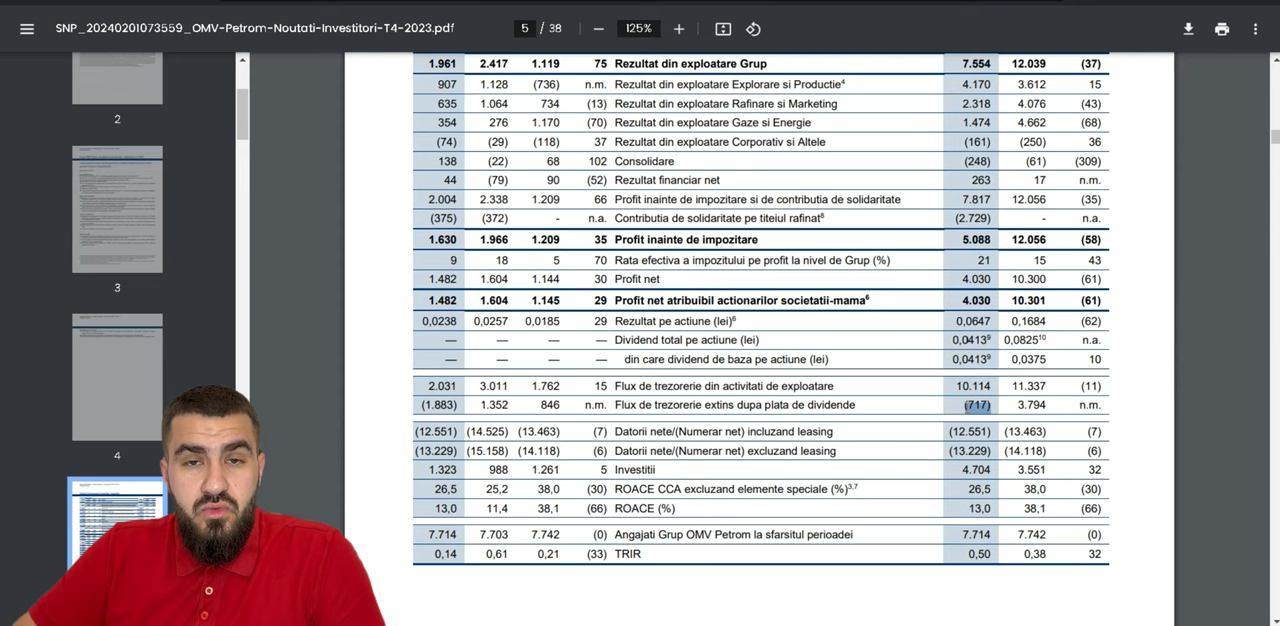 SNP_20240201073559_OMV-Petrom-Noutati-Investitori-T4-2023.pdf 5 / 38 125%
2
3
4
1.961 2.417 1.119 75 Rezultat din exploatare Grup 7.554 12.039 (37)
907 1.128 (736) n.m. Rezultat din exploatare Explorare si Productie4 4.170 3.612 15
635 1.064 734 (13) Rezultat din exploatare Rafinare si Marketing 2.318 4.076 (43)
354 276 1.170 (70) Rezultat din exploatare Gaze si Energie 1.474 4.662 (68)
(74) (29) (118) 37 Rezultat din exploatare Corporativ si Altele (161) (250) 36
138 (22) 68 102 Consolidare (248) (61) (309)
44 (79) 90 (52) Rezultat financiar net 263 17 n.m.
2.004 2.338 1.209 66 Profit inainte de impozitare si de contributia de solidaritate 7.817 12.056 (35)
(375) (372) - n.a. Contributia de solidaritate pe titeiul rafinat8 (2.729) - n.a.
1.630 1.966 1.209 35 Profit inainte de impozitare 5.088 12.056 (58)
9 18 5 70 Rata efectiva a impozitului pe profit la nivel de Grup (%) 21 15 43
1.482 1.604 1.144 30 Profit net 4.030 10.300 (61)
1.482 1.604 1.145 29 Profit net atribuibil actionarilor societatii-mama6 4.030 10.301 (61)
0,0238 0,0257 0,0185 29 Rezultat pe actiune (lei)6 0,0647 0,1684 (62)
— — — — Dividend total pe actiune (lei) 0,04139 0,082510 n.a.
— — — — din care dividend de baza pe actiune (lei) 0,04139 0,0375 10
2.031 3.011 1.762 15 Flux de trezorerie din activitati de exploatare 10.114 11.337 (11)
(1.883) 1.352 846 n.m. Flux de trezorerie extins dupa plata de dividende (717) 3.794 n.m.
(12.551) (14.525) (13.463) (7) Datorii nete/(Numerar net) incluzand leasing (12.551) (13.463) (7)
(13.229) (15.158) (14.118) (6) Datorii nete/(Numerar net) excluzand leasing (13.229) (14.118) (6)
1.323 988 1.261 5 Investitii 4.704 3.551 32
26,5 25,2 38,0 (30) ROACE CCA excluzand elemente speciale (%)3,7 26,5 38,0 (30)
13,0 11,4 38,1 (66) ROACE (%) 13,0 38,1 (66)
7.714 7.703 7.742 (0) Angajati Grup OMV Petrom la sfarsitul perioadei 7.714 7.742 (0)
0,14 0,61 0,21 (33) TRIR 0,50 0,38 32